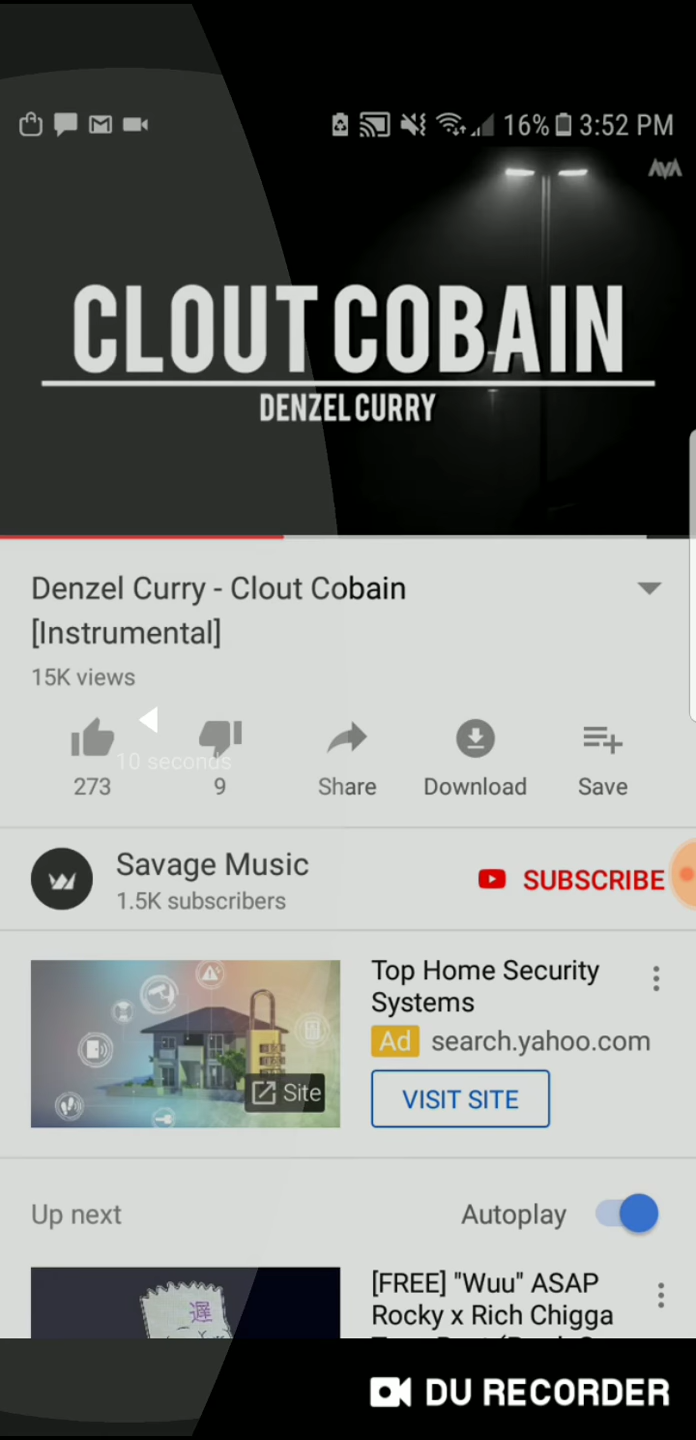 16% 3:52 PM
AVA
CLOUT COBAIN
DENZEL CURRY
Denzel Curry - Clout Cobain
[Instrumental]
15K views
10 seconds
273
9
Share
Download
Save
Savage Music
1.5K subscribers
SUBSCRIBE
Top Home Security
Systems
Ad search.yahoo.com
Site
VISIT SITE
Up next
Autoplay
遅
[FREE] "Wuu" ASAP
Rocky x Rich Chigga
DU RECORDER